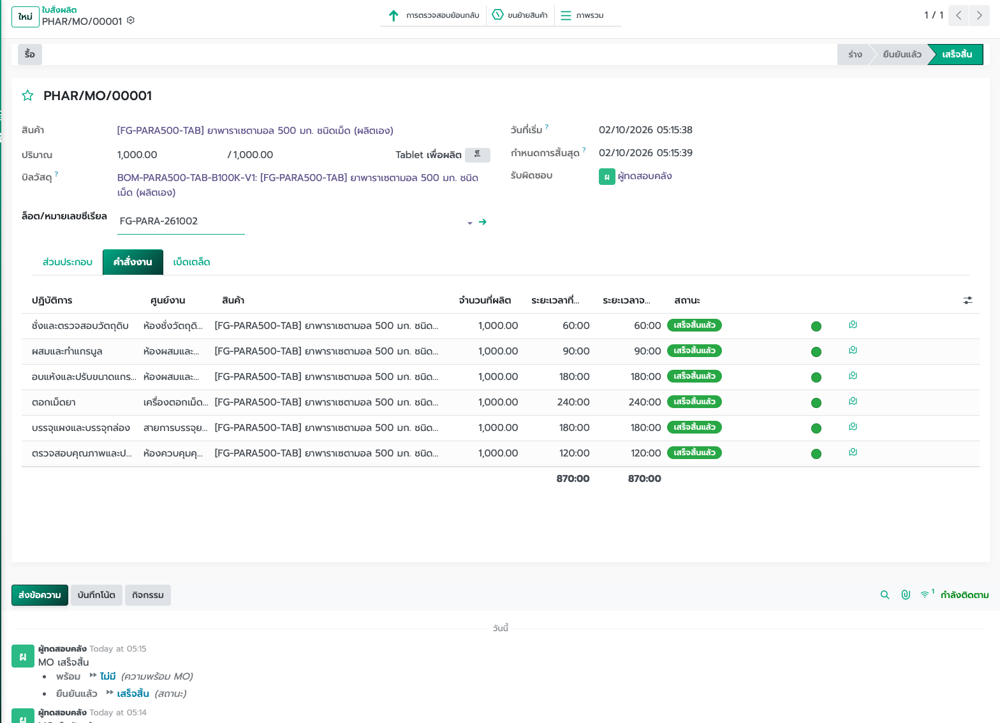 ใหม่
ใบสั่งผลิต
PHAR/MO/00001
การตรวจสอบย้อนกลับ
ขนย้ายสินค้า
ภาพรวม
1 / 1
รื้อ
ร่าง
ยืนยันแล้ว
เสร็จสิ้น
PHAR/MO/00001
สินค้า
[FG-PARA500-TAB] ยาพาราเซตามอล 500 มก. ชนิดเม็ด (ผลิตเอง)
วันที่เริ่ม ?
02/10/2026 05:15:38
ปริมาณ
1,000.00 / 1,000.00 Tablet เพื่อผลิต
กำหนดการสิ้นสุด ?
02/10/2026 05:15:39
บิลวัสดุ ?
BOM-PARA500-TAB-B100K-V1: [FG-PARA500-TAB] ยาพาราเซตามอล 500 มก. ชนิด
เม็ด (ผลิตเอง)
รับผิดชอบ
ผ ผู้ทดสอบคลัง
ล็อต/หมายเลขซีเรียล
FG-PARA-261002
ส่วนประกอบ คำสั่งงาน เบ็ดเตล็ด
ปฏิบัติการ ศูนย์งาน สินค้า จำนวนที่ผลิต ระยะเวลาที่... ระยะเวลาจ... สถานะ
ชั่งและตรวจสอบวัตถุดิบ ห้องชั่งวัตถุดิ... [FG-PARA500-TAB] ยาพาราเซตามอล 500 มก. ชนิด... 1,000.00 60:00 60:00 เสร็จสิ้นแล้ว
ผสมและทำแกรนูล ห้องผสมและ... [FG-PARA500-TAB] ยาพาราเซตามอล 500 มก. ชนิด... 1,000.00 90:00 90:00 เสร็จสิ้นแล้ว
อบแห้งและปรับขนาดแกร... ห้องผสมและ... [FG-PARA500-TAB] ยาพาราเซตามอล 500 มก. ชนิด... 1,000.00 180:00 180:00 เสร็จสิ้นแล้ว
ตอกเม็ดยา เครื่องตอกเม็ด... [FG-PARA500-TAB] ยาพาราเซตามอล 500 มก. ชนิด... 1,000.00 240:00 240:00 เสร็จสิ้นแล้ว
บรรจุแผงและบรรจุกล่อง สายการบรรจุย... [FG-PARA500-TAB] ยาพาราเซตามอล 500 มก. ชนิด... 1,000.00 180:00 180:00 เสร็จสิ้นแล้ว
ตรวจสอบคุณภาพและป... ห้องควบคุมคุ... [FG-PARA500-TAB] ยาพาราเซตามอล 500 มก. ชนิด... 1,000.00 120:00 120:00 เสร็จสิ้นแล้ว
870:00 870:00
ส่งข้อความ บันทึกโน้ต กิจกรรม
1 กำลังติดตาม
วันนี้
ผ
ผู้ทดสอบคลัง Today at 05:15
MO เสร็จสิ้น
พร้อม ไม่มี (ความพร้อม MO)
ยืนยันแล้ว เสร็จสิ้น (สถานะ)
ผู้ทดสอบคลัง Today at 05:14